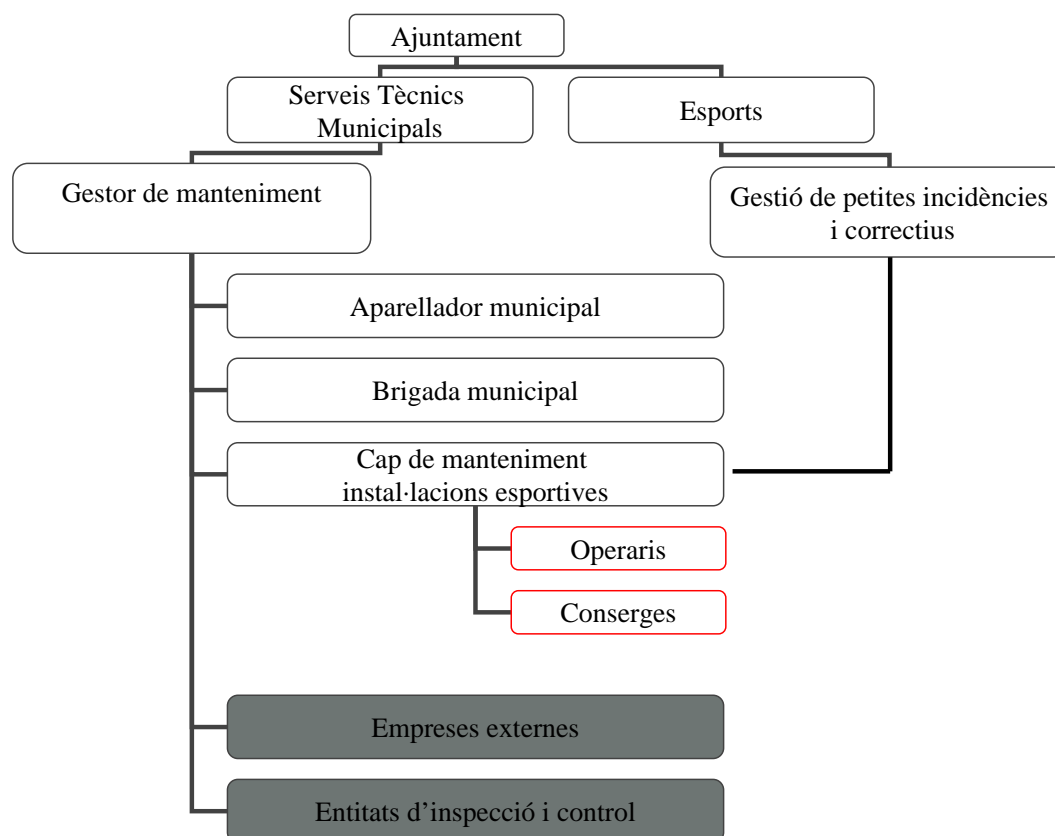 Ajuntament
Serveis Tècnics
Municipals
Esports
Gestor de manteniment
Gestió de petites incidències
i correctius
Aparellador municipal
Brigada municipal
Cap de manteniment
instal·lacions esportives
Operaris
Conserges
Empreses externes
Entitats d’inspecció i control